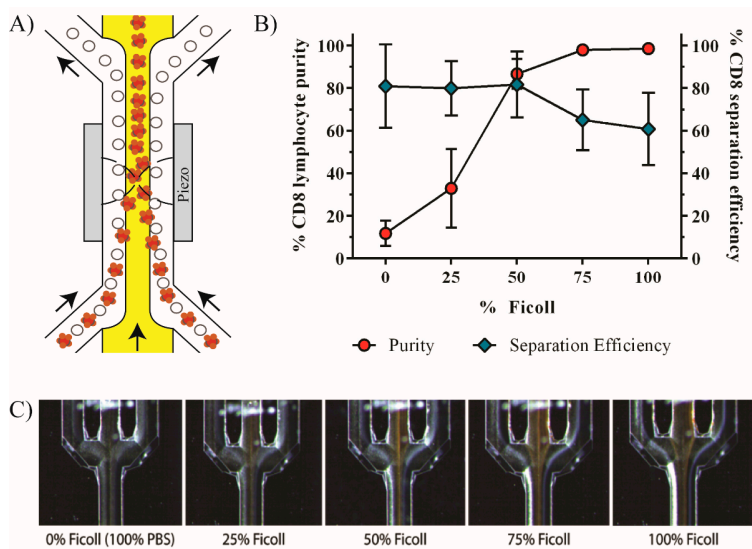 A)
Piezo
B)
% CD8 lymphocyte purity
100
80
60
40
20
0
0 25 50 75 100
% Ficoll
100
80
60
40
20
0
% CD8 separation
efficiency
Purity Separation Efficiency
C)
0% Ficoll (100% PBS) 25% Ficoll 50% Ficoll 75% Ficoll 100% Ficoll